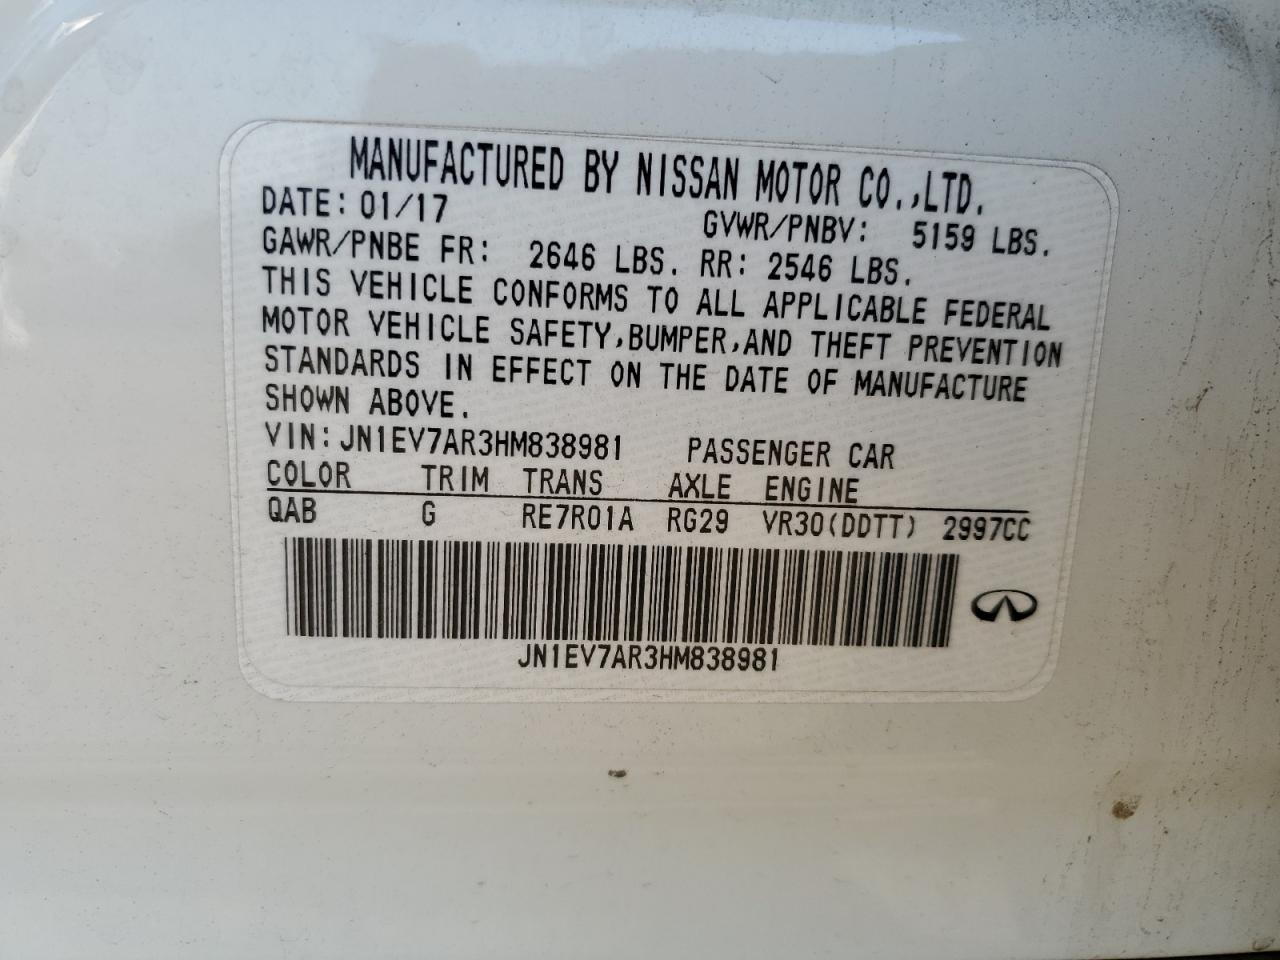 MANUFACTURED BY NISSAN MOTOR CO.,LTD.
DATE: 01/17 GVWR/PNBV: 5159 LBS.
GAWR/PNBE FR: 2646 LBS. RR: 2546 LBS.
THIS VEHICLE CONFORMS TO ALL APPLICABLE FEDERAL
MOTOR VEHICLE SAFETY,BUMPER,AND THEFT PREVENTION
STANDARDS IN EFFECT ON THE DATE OF MANUFACTURE
SHOWN ABOVE.
VIN:JN1EV7AR3HM838981 PASSENGER CAR
COLOR TRIM TRANS AXLE ENGINE
QAB G RE7R01A RG29 VR30(DDTT) 2997CC
JN1EV7AR3HM838981